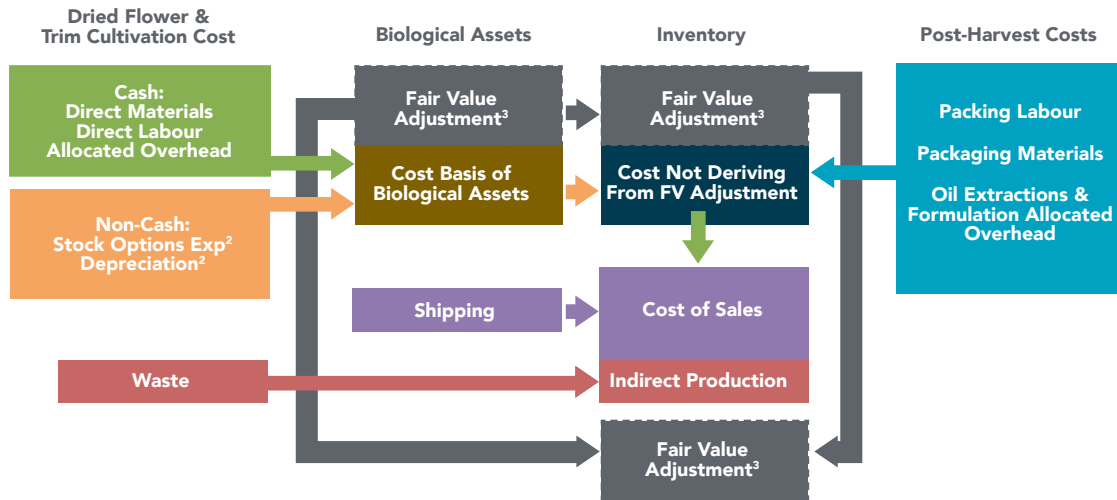 Dried Flower &
Trim Cultivation Cost
Biological Assets
Inventory
Post-Harvest Costs
Cash:
Direct Materials
Direct Labour
Allocated Overhead
Non-Cash:
Stock Options Exp²
Depreciation²
Waste
Fair Value
Adjustment³
Cost Basis of
Biological Assets
Shipping
Fair Value
Adjustment³
Cost Not Deriving
From FV Adjustment
Cost of Sales
Indirect Production
Fair Value
Adjustment³
Packing Labour
Packaging Materials
Oil Extractions &
Formulation Allocated
Overhead